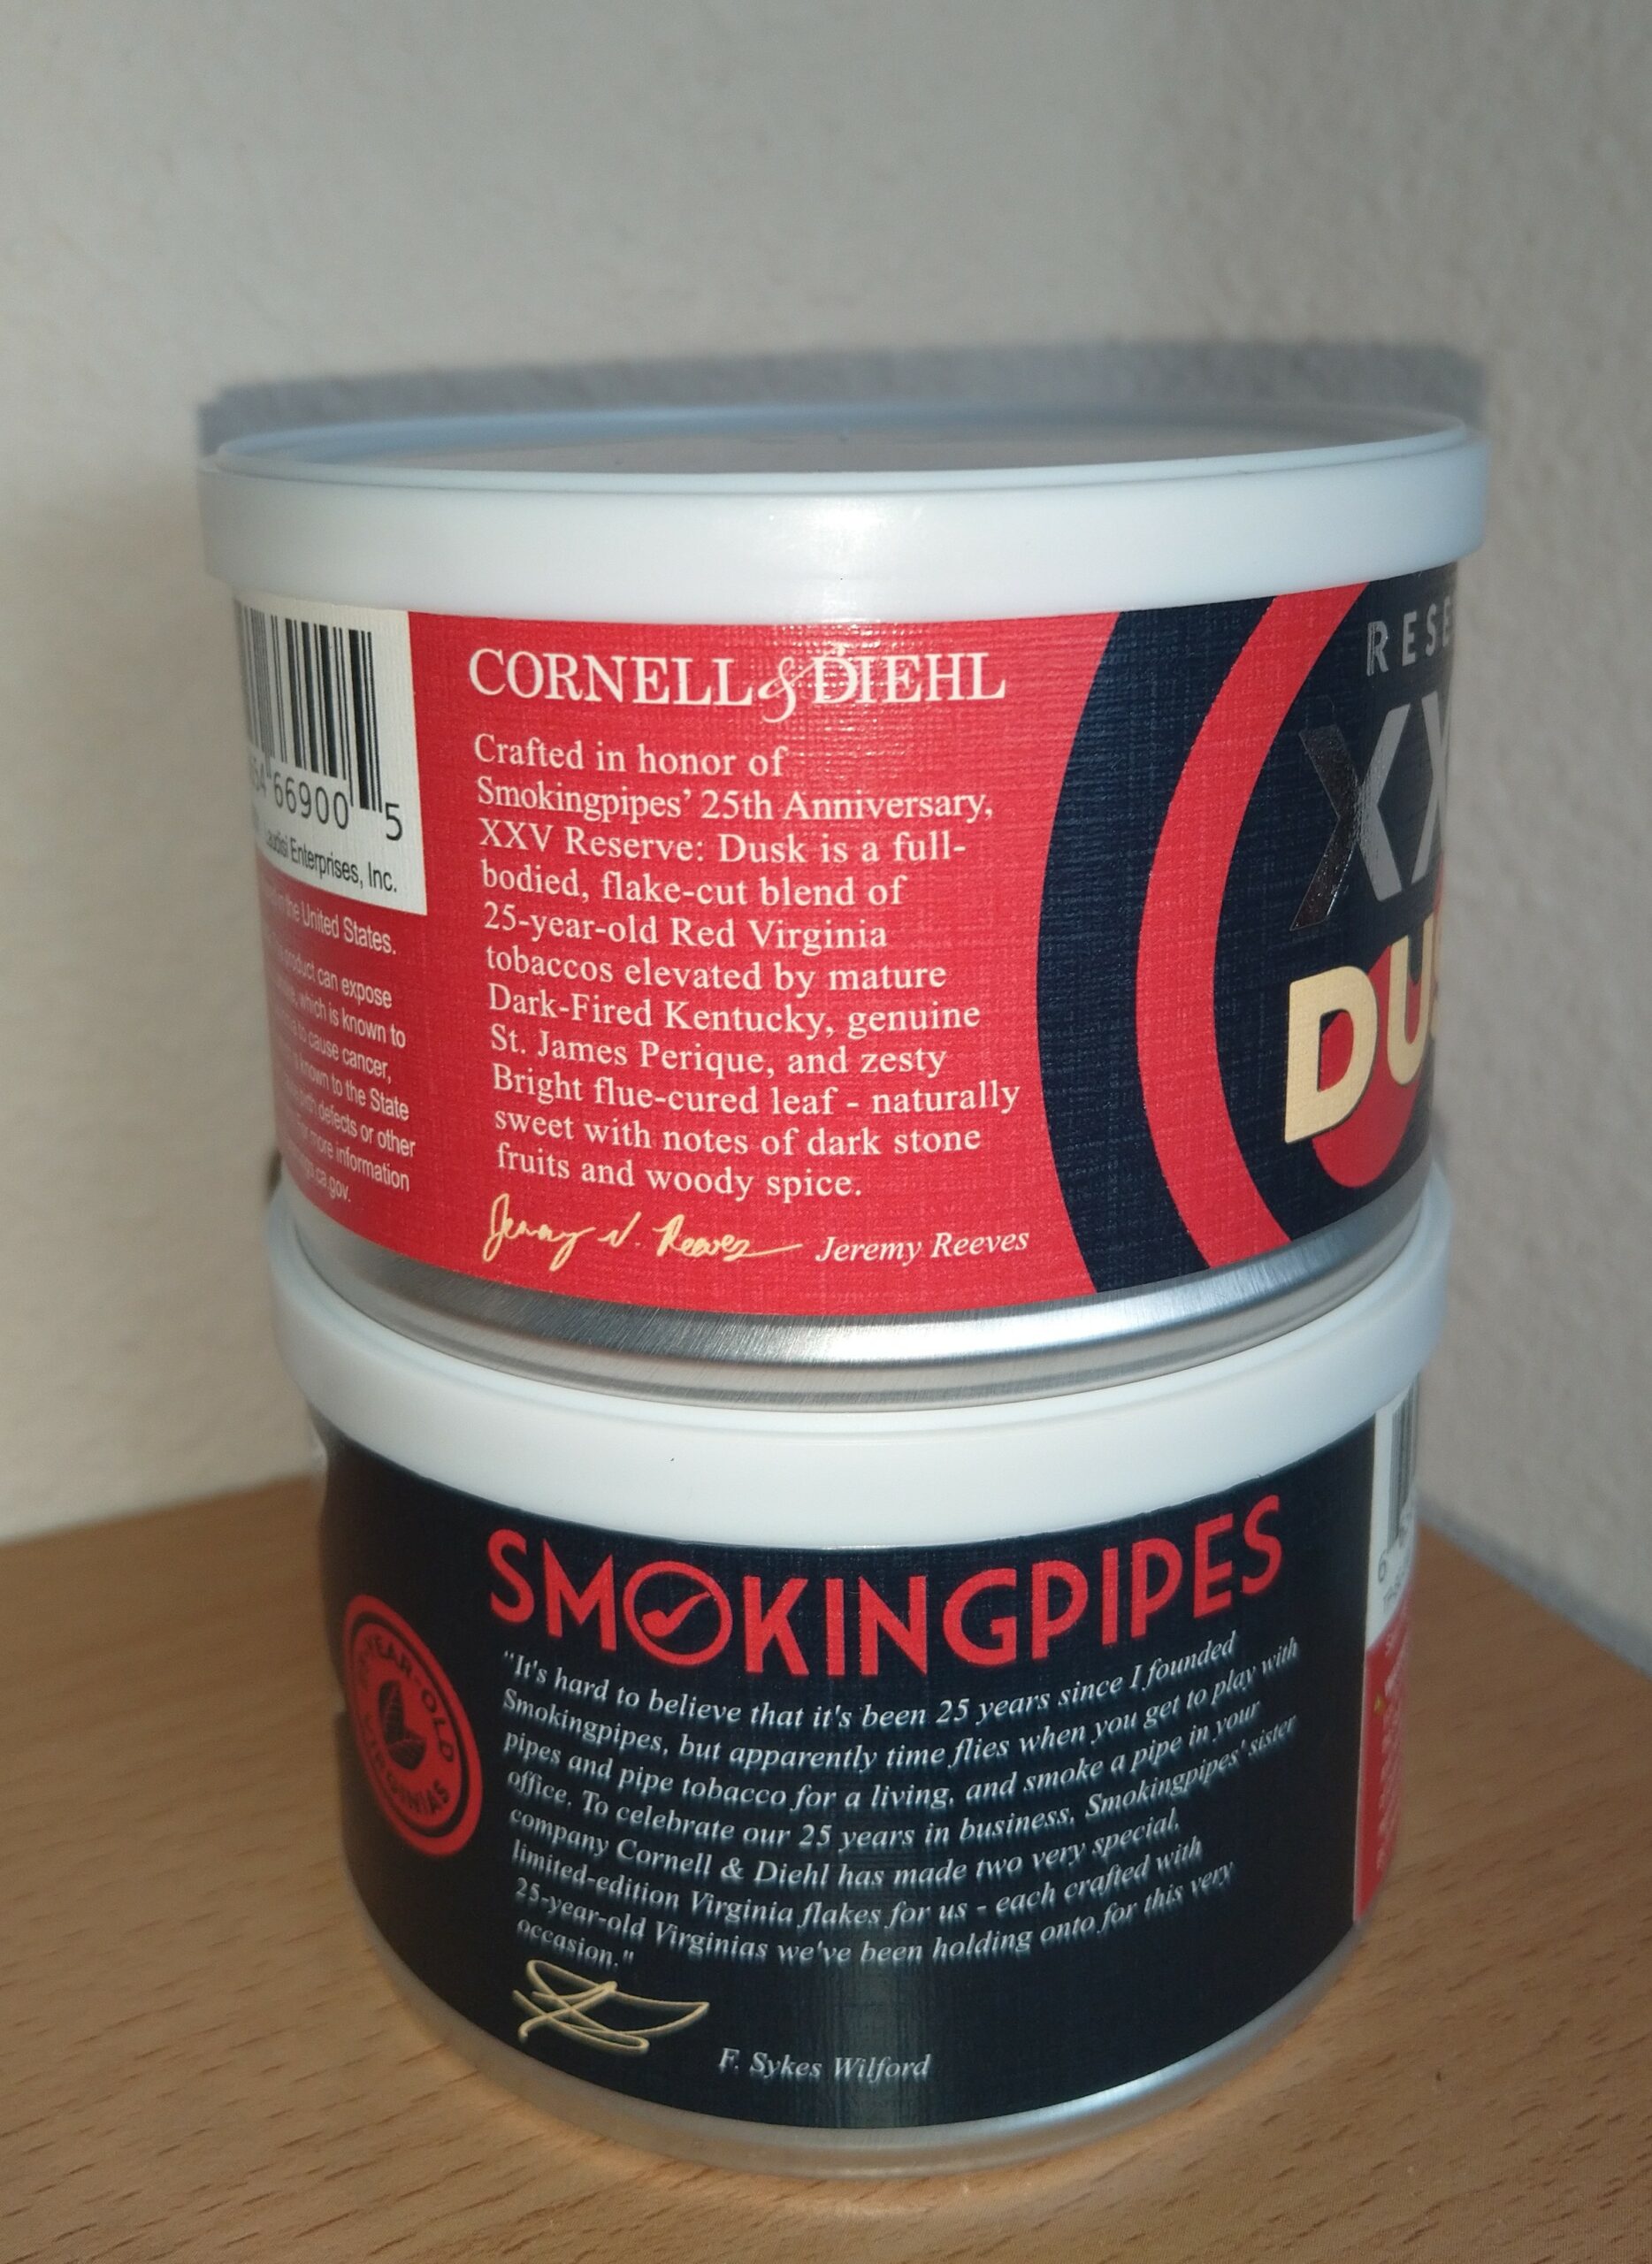 RESE
XX
DUS
CORNELL & DIEHL
Crafted in honor of
Smokingpipes' 25th Anniversary,
XXV Reserve: Dusk is a full-
bodied, flake-cut blend of
25-year-old Red Virginia
tobaccos elevated by mature
Dark-Fired Kentucky, genuine
St. James Perique, and zesty
Bright flue-cured leaf - naturally
sweet with notes of dark stone
fruits and woody spice.
Jeremy Reeves
66900 5
Enterprises, Inc.
in the United States.
can expose
which is known to
to cause cancer,
known to the State
defects or other
more information
ca.gov.
SMOKINGPIPES
"It's hard to believe that it's been 25 years since I founded
Smokingpipes, but apparently time flies when you get to play with
pipes and pipe tobacco for a living, and smoke a pipe in your
office. To celebrate our 25 years in business, Smokingpipes' sister
company Cornell & Diehl has made two very special,
limited-edition Virginia flakes for us - each crafted with
25-year-old Virginias we've been holding onto for this very
occasion."
F. Sykes Wilford
YEAR-OLD
VIRGINIAS